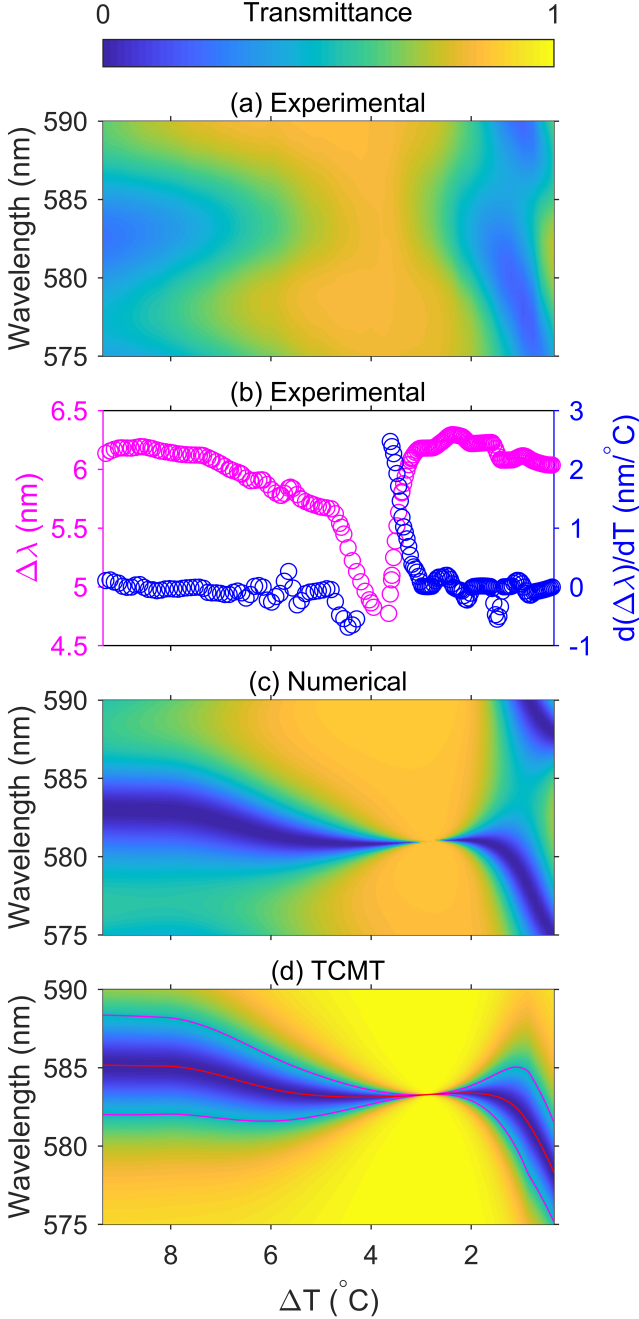 Transmittance
0 1
(a) Experimental
Wavelength (nm)
590
585
580
575
(b) Experimental
Δλ (nm)
6.5
6
5.5
5
4.5
3
2
1
0
-1
d(Δλ)/dT (nm/°C)
(c) Numerical
Wavelength (nm)
590
585
580
575
(d) TCMT
Wavelength (nm)
590
585
580
575
8 6 4 2
ΔT (°C)